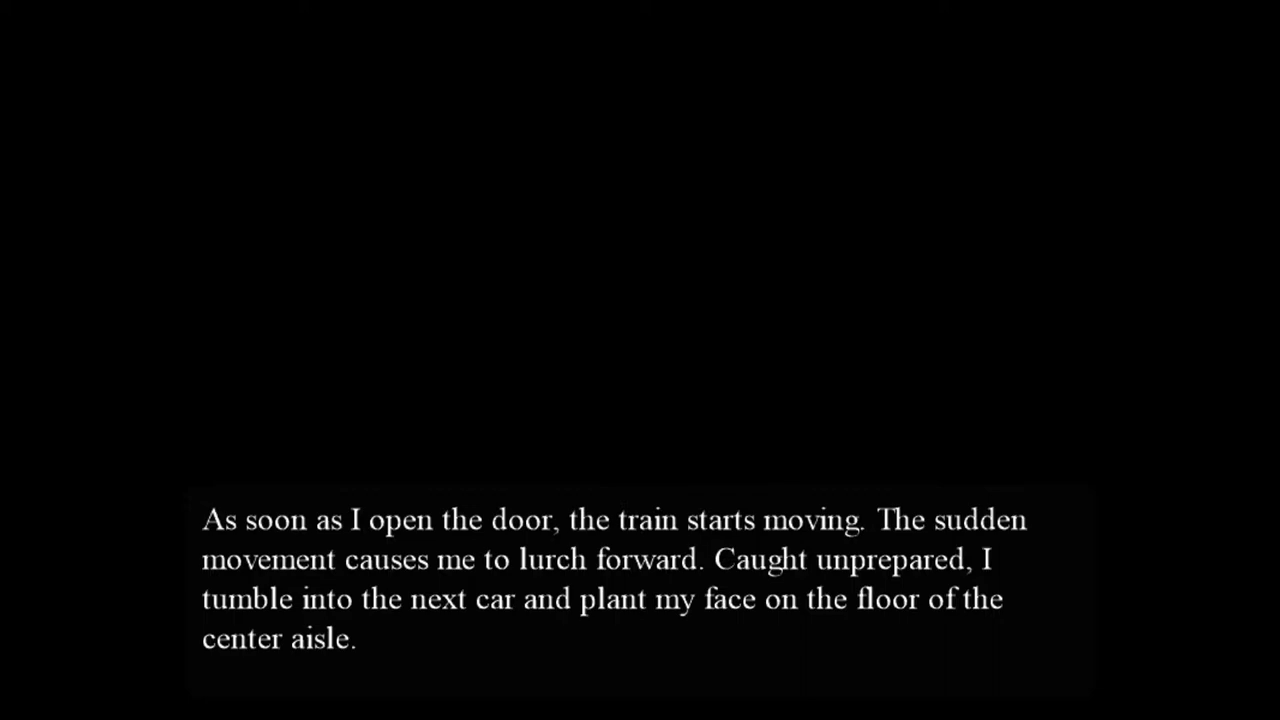 As soon as I open the door, the train starts moving. The sudden
movement causes me to lurch forward. Caught unprepared, I
tumble into the next car and plant my face on the floor of the
center aisle.